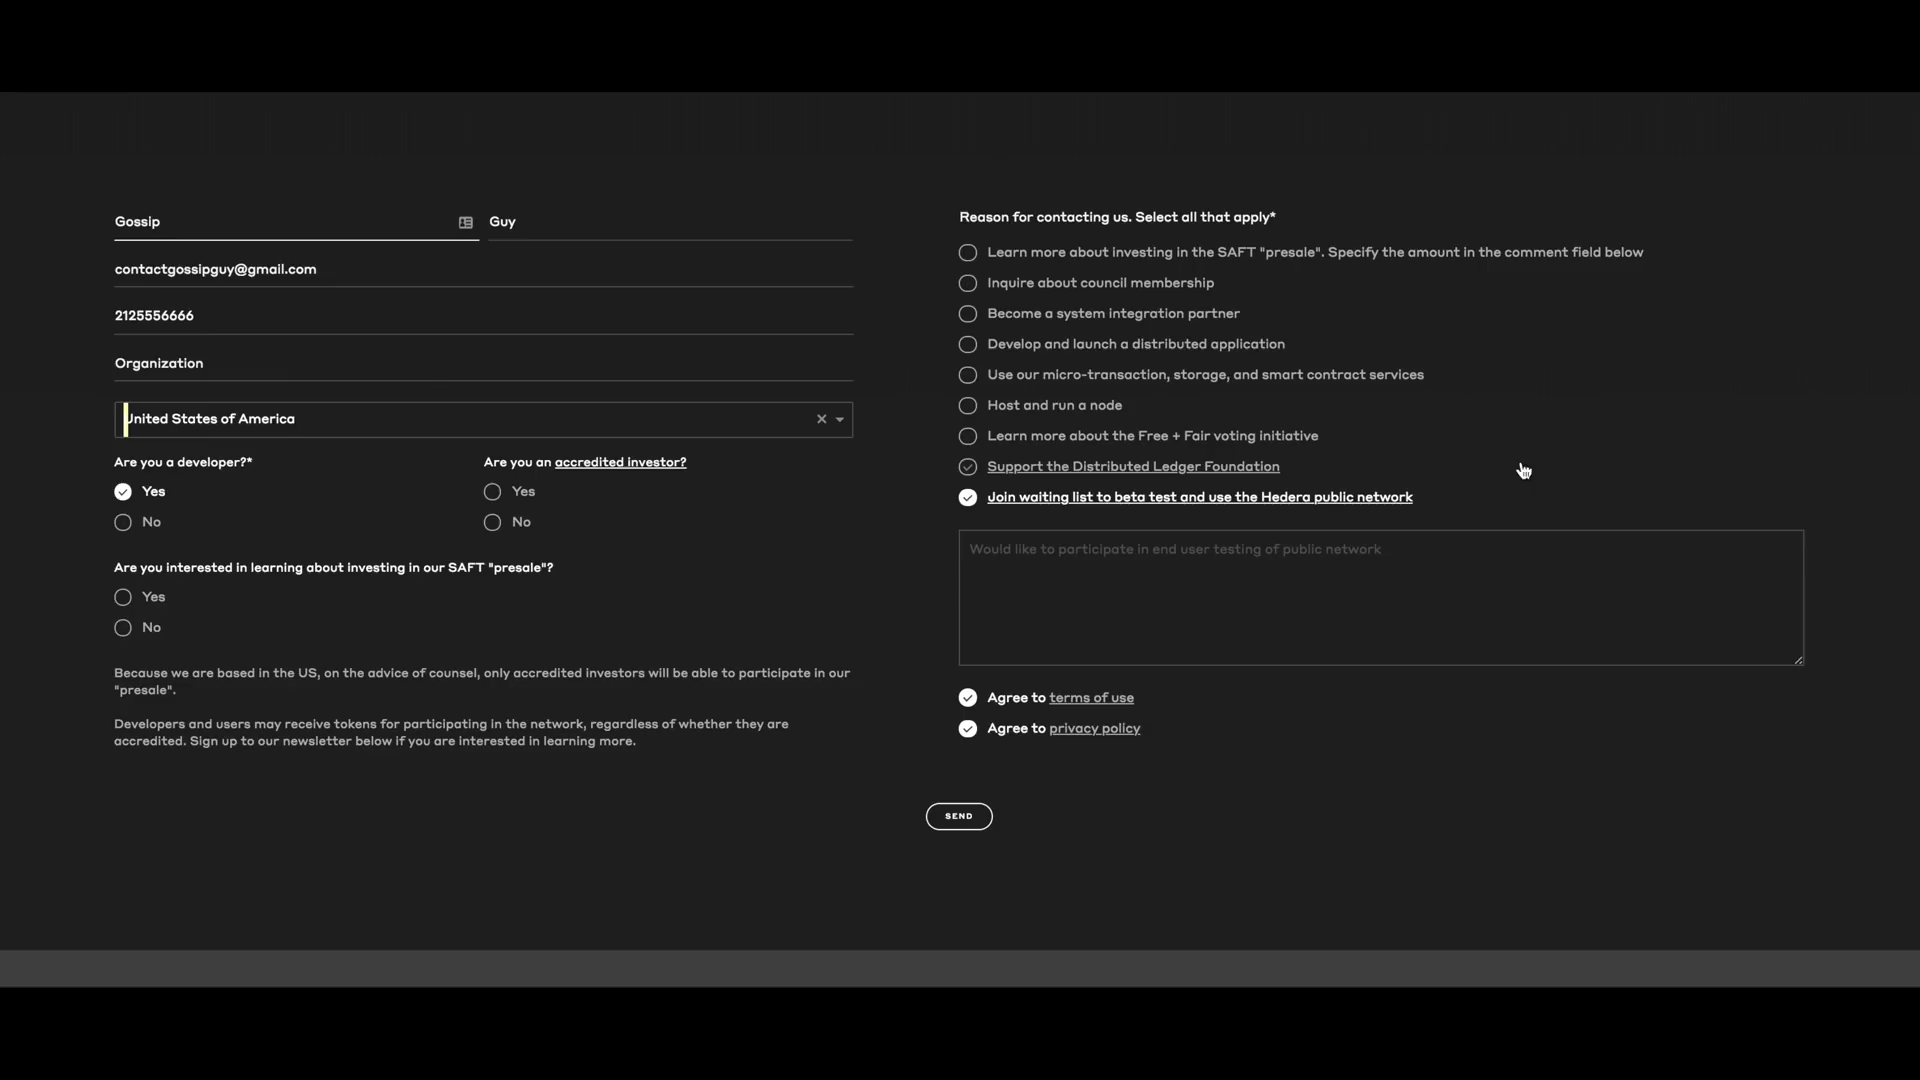 Gossip
Guy
contactgossipguy@gmail.com
2125556666
Organization
United States of America
Are you a developer?*
Yes
No
Are you an accredited investor?
Yes
No
Are you interested in learning about investing in our SAFT "presale"?
Yes
No
Because we are based in the US, on the advice of counsel, only accredited investors will be able to participate in our
"presale".
Developers and users may receive tokens for participating in the network, regardless of whether they are
accredited. Sign up to our newsletter below if you are interested in learning more.
Reason for contacting us. Select all that apply*
Learn more about investing in the SAFT "presale". Specify the amount in the comment field below
Inquire about council membership
Become a system integration partner
Develop and launch a distributed application
Use our micro-transaction, storage, and smart contract services
Host and run a node
Learn more about the Free + Fair voting initiative
Support the Distributed Ledger Foundation
Join waiting list to beta test and use the Hedera public network
Would like to participate in end user testing of public network
Agree to terms of use
Agree to privacy policy
SEND